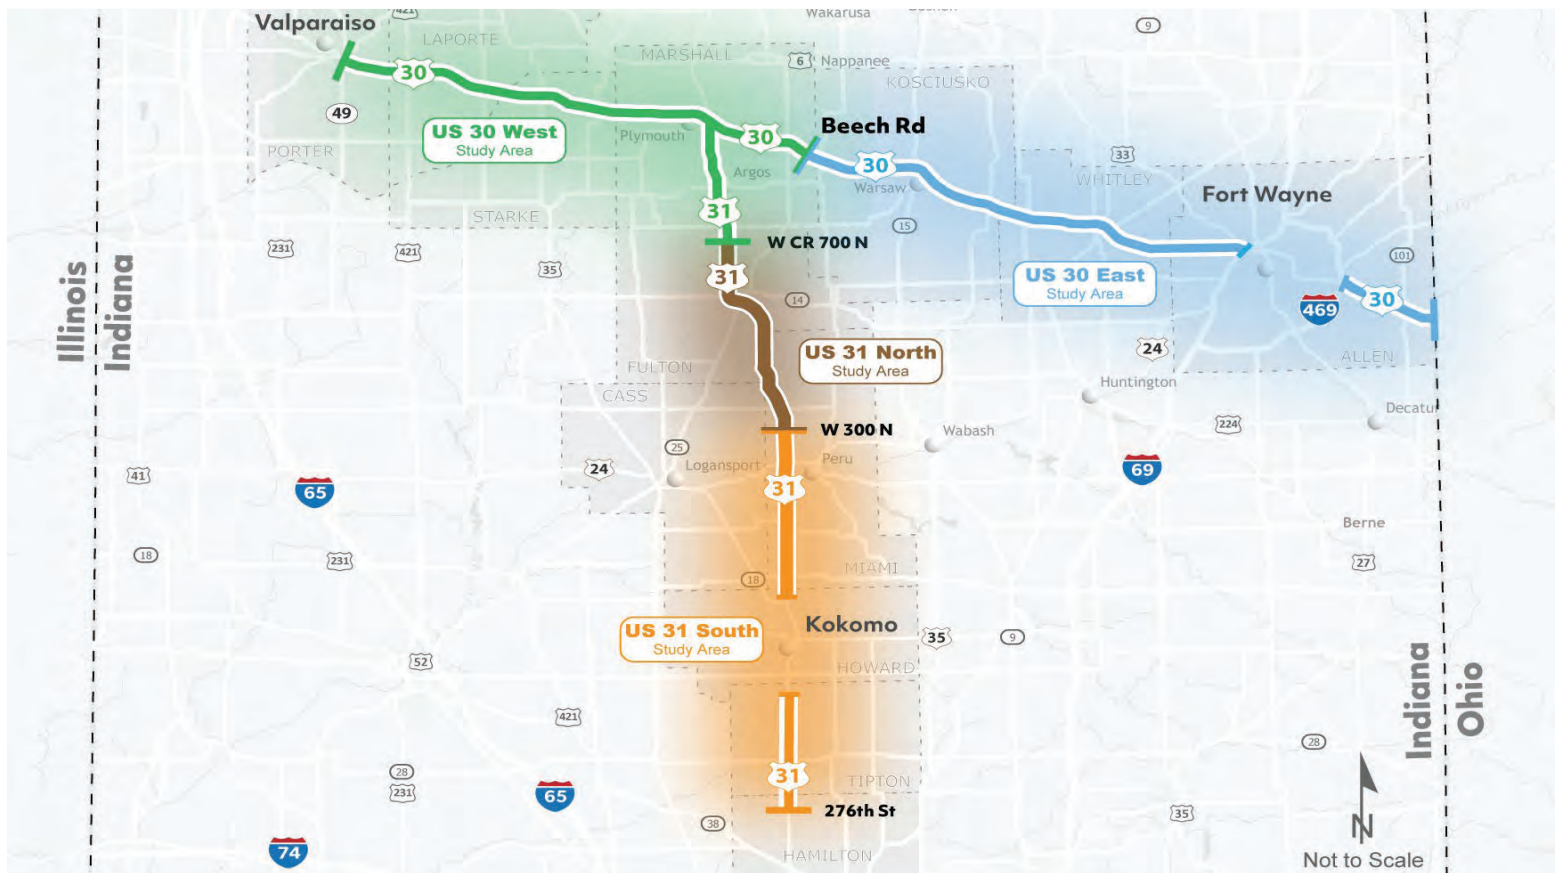 421
Wakarusa
9
Valparaiso
LAPORTE
MARSHALL
6
Nappanee
KOSCIUSKO
30
49
US 30 West
Study Area
Plymouth
30
Beech Rd
PORTER
Argos
30
Warsaw
33
WHITLEY
Fort Wayne
STARKE
31
15
231
421
35
W CR 700 N
31
101
Illinois
Indiana
US 30 East
Study Area
14
469
30
US 31 North
Study Area
24
ALLEN
FULTON
CASS
Huntington
Decatu
224
W 300 N
Wabash
25
24
Logansport
Peru
41
65
31
69
Berne
18
231
18
MIAMI
27
US 31 South
Study Area
Kokomo
35
9
52
HOWARD
Indiana
Ohio
421
28
28
231
65
31
TIPTON
276th St
38
35
74
HAMILTON
N
Not to Scale